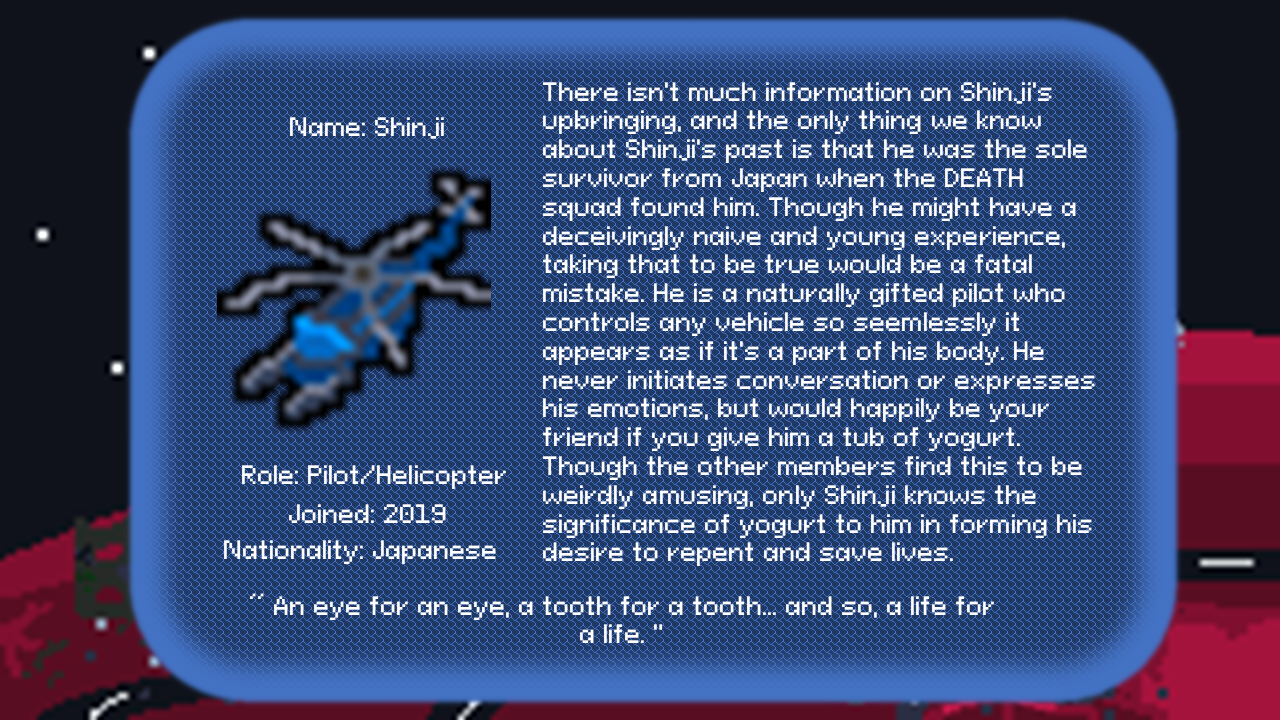 Name: Shinji
Role: Pilot/Helicopter
Joined: 2019
Nationality: Japanese
There isn't much information on Shinji's
upbringing, and the only thing we know
about Shinji's past is that he was the sole
survivor from Japan when the DEATH
squad found him. Though he might have a
deceivingly naive and young experience,
taking that to be true would be a fatal
mistake. He is a naturally gifted pilot who
controls any vehicle so seemlessly it
appears as if it's a part of his body. He
never initiates conversation or expresses
his emotions, but would happily be your
friend if you give him a tub of yogurt.
Though the other members find this to be
weirdly amusing, only Shinji knows the
significance of yogurt to him in forming his
desire to repent and save lives.
" An eye for an eye, a tooth for a tooth... and so, a life for
a life. "